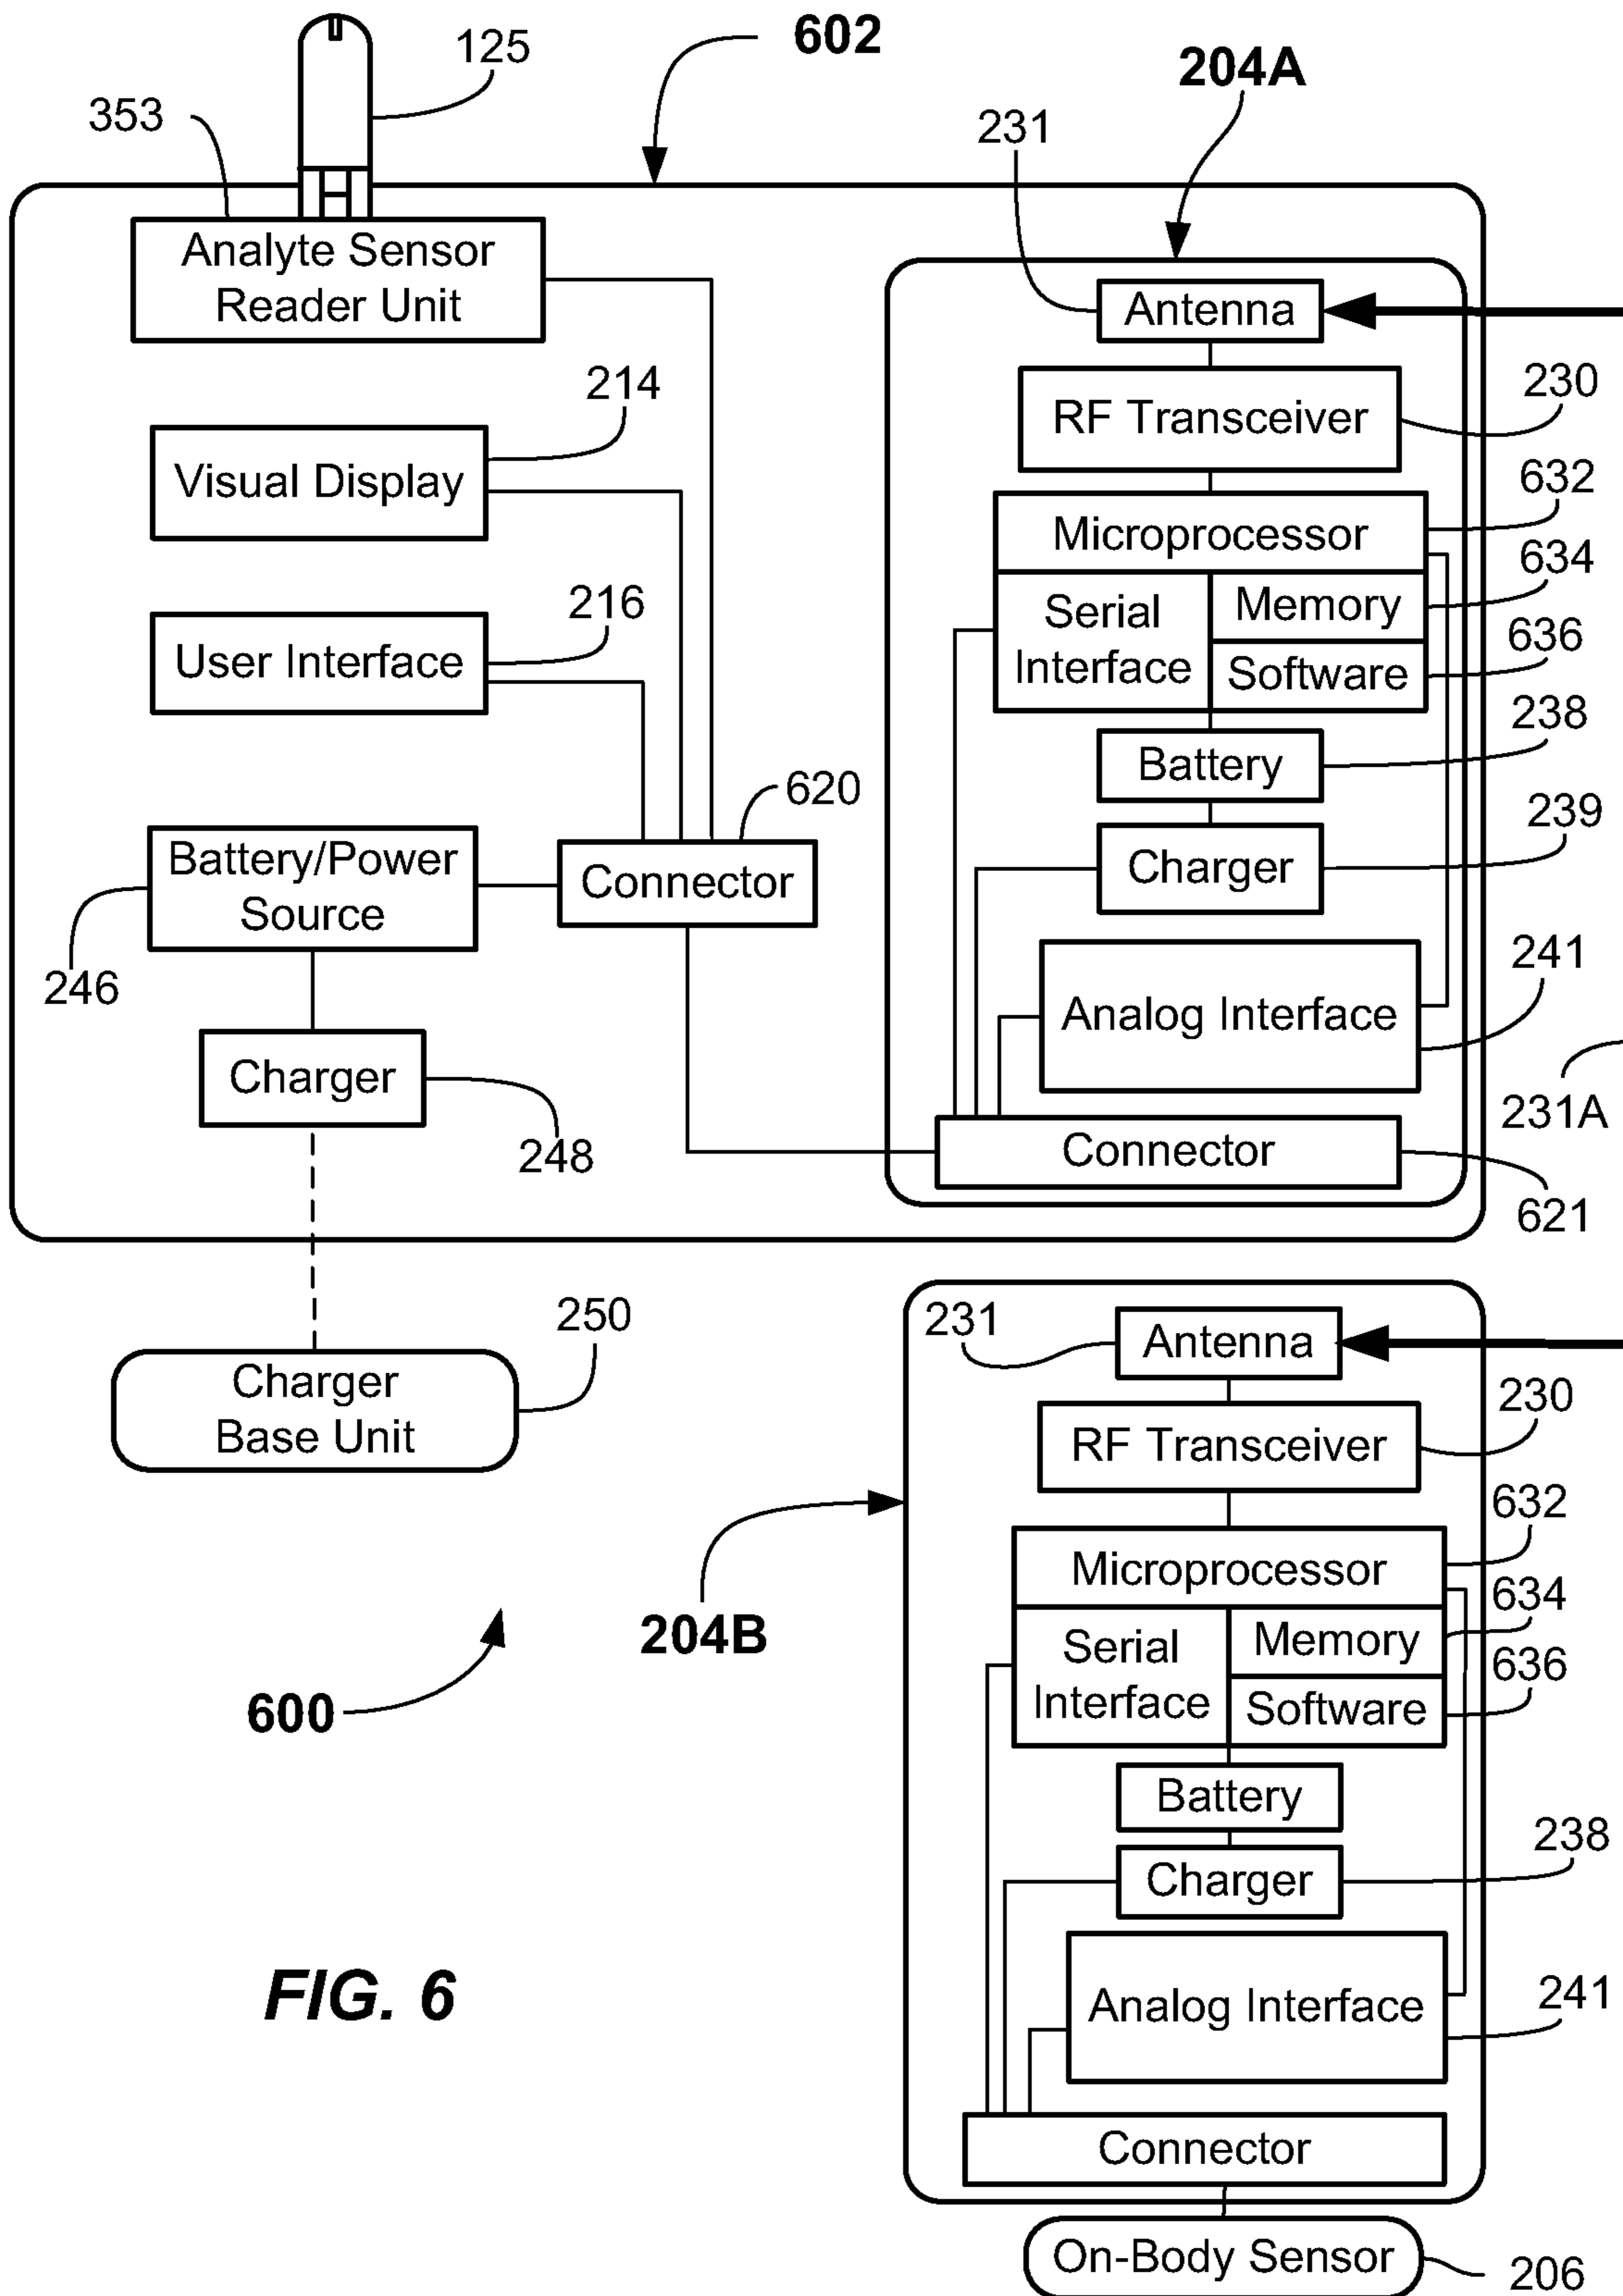 602
125
204A
353
231
Analyte Sensor
Reader Unit
Antenna
214
230
RF Transceiver
Visual Display
632
Microprocessor
634
216
Serial
Interface
Memory
636
User Interface
Software
238
Battery
620
239
Battery/Power
Source
Connector
Charger
241
246
Analog Interface
Charger
231A
248
Connector
621
250
231
Antenna
Charger
Base Unit
230
RF Transceiver
632
Microprocessor
634
204B
Serial
Interface
Memory
636
600
Software
Battery
238
Charger
FIG. 6
241
Analog Interface
Connector
On-Body Sensor
206